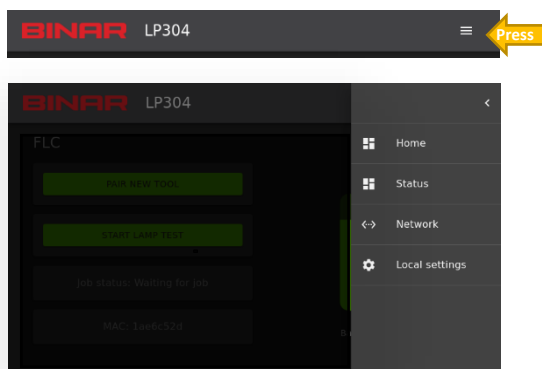 BINAR LP304
Press
BINAR LP304
FLC
PAIR NEW TOOL
START LAMP TEST
Job status: Waiting for job
MAC: 1ae6c52d
Home
Status
Network
Local settings